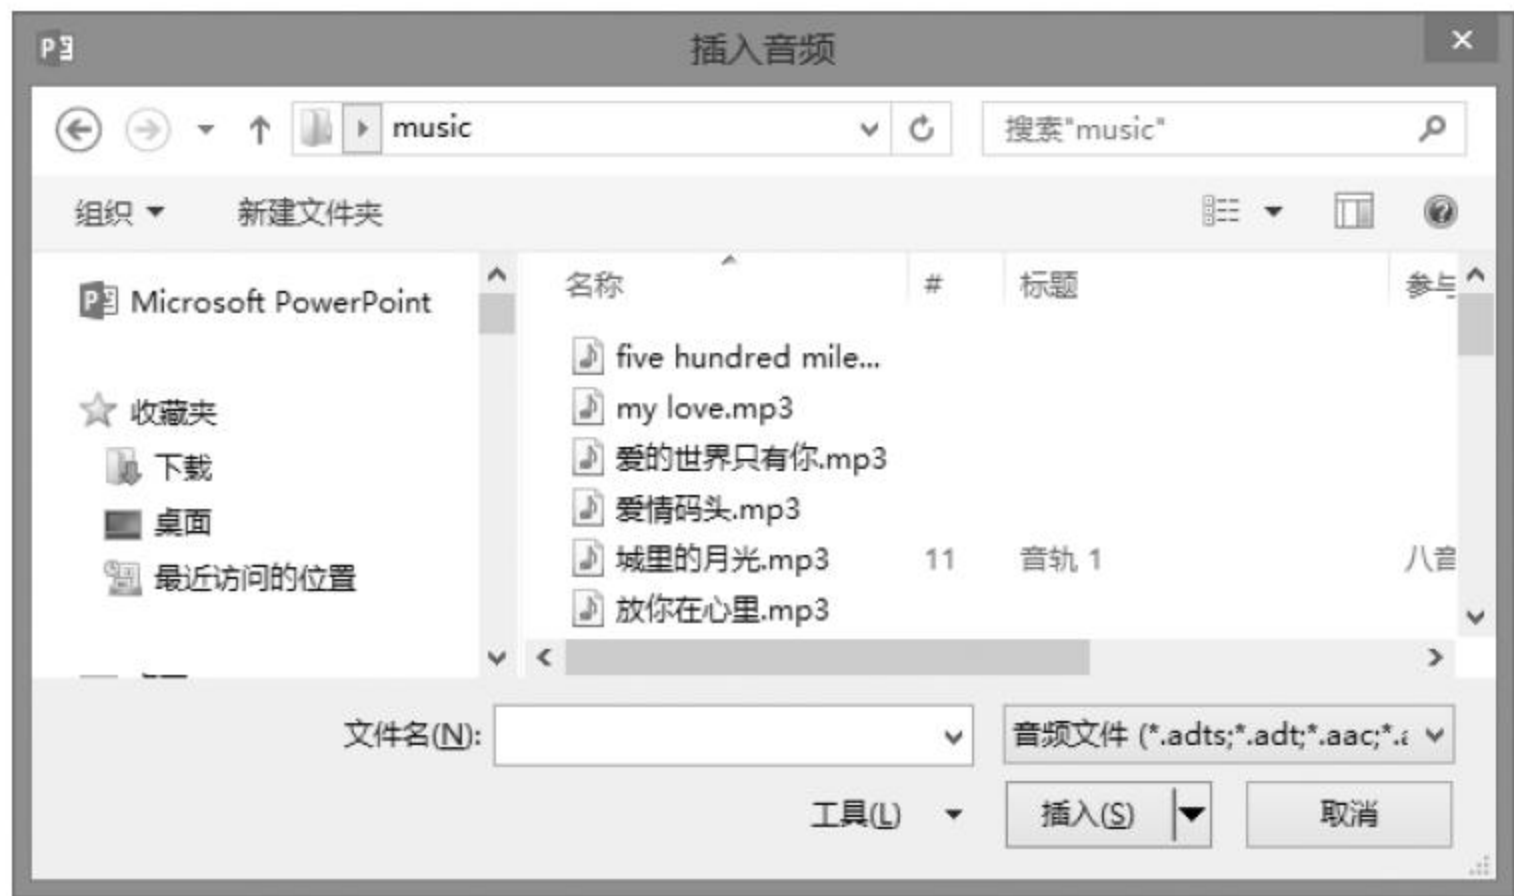 插入音频
music
搜索"music"
组织
新建文件夹
Microsoft PowerPoint
收藏夹
下载
桌面
最近访问的位置
名称 # 标题 参与
five hundred mile...
my love.mp3
爱的世界只有你.mp3
爱情码头.mp3
城里的月光.mp3 11 音轨 1 八音
放你在心里.mp3
文件名(N):
音频文件 (*.adts;*.adt;*.aac;*.a
工具(L)
插入(S)
取消